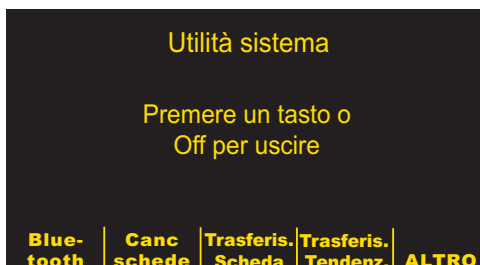 Utilità sistema
Premere un tasto o
Off per uscire
Blue- Canc Trasferis. Trasferis.
tooth schede Scheda Tendenz. ALTRO